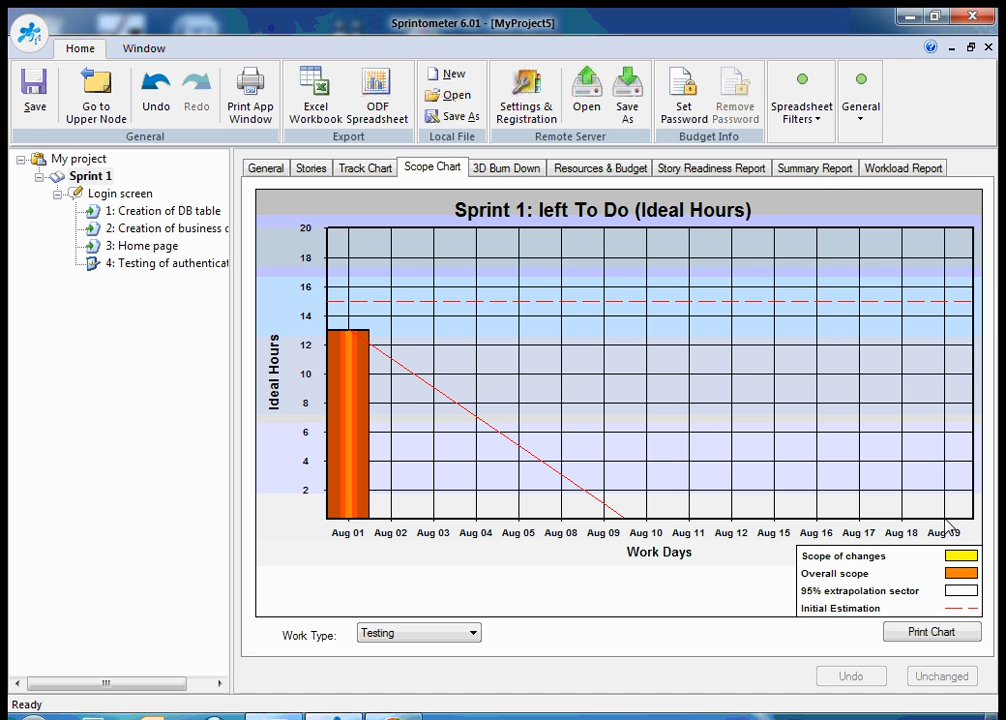 Sprintometer 6.01 - [MyProject5]
Home Window
Save
Go to Upper Node
Undo
Redo
Print App Window
Excel Workbook
ODF Spreadsheet
New
Open
Save As
Settings & Registration
Open
Save As
Set Password
Remove Password
Spreadsheet Filters
General
General
Export
Local File
Remote Server
Budget Info
My project
Sprint 1
Login screen
1: Creation of DB table
2: Creation of business c
3: Home page
4: Testing of authenticat
General Stories Track Chart Scope Chart 3D Burn Down Resources & Budget Story Readiness Report Summary Report Workload Report
Sprint 1: left To Do (Ideal Hours)
Ideal Hours
20
18
16
14
12
10
8
6
4
2
Aug 01 Aug 02 Aug 03 Aug 04 Aug 05 Aug 08 Aug 09 Aug 10 Aug 11 Aug 12 Aug 15 Aug 16 Aug 17 Aug 18 Aug 19
Work Days
Scope of changes
Overall scope
95% extrapolation sector
Initial Estimation
Work Type: Testing
Print Chart
Undo
Unchanged
Ready